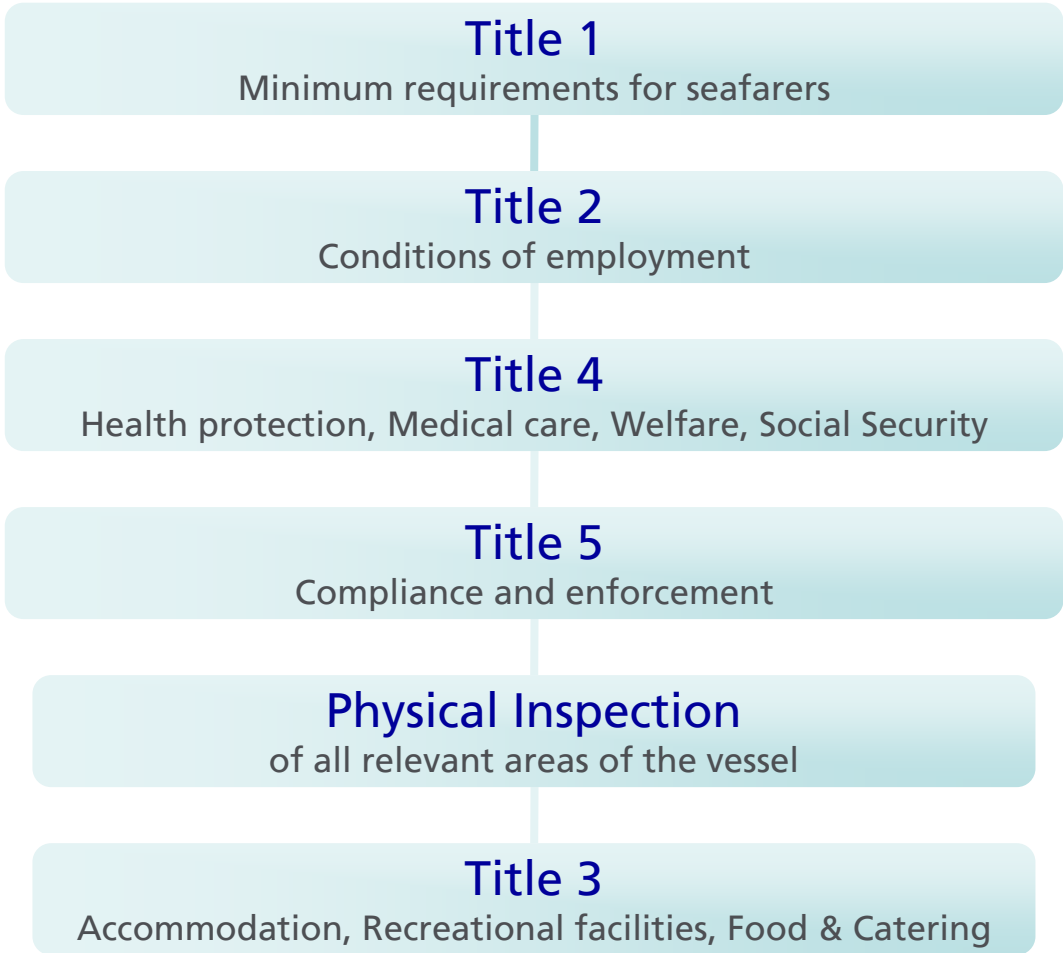 Title 1
Minimum requirements for seafarers
Title 2
Conditions of employment
Title 4
Health protection, Medical care, Welfare, Social Security
Title 5
Compliance and enforcement
Physical Inspection
of all relevant areas of the vessel
Title 3
Accommodation, Recreational facilities, Food & Catering